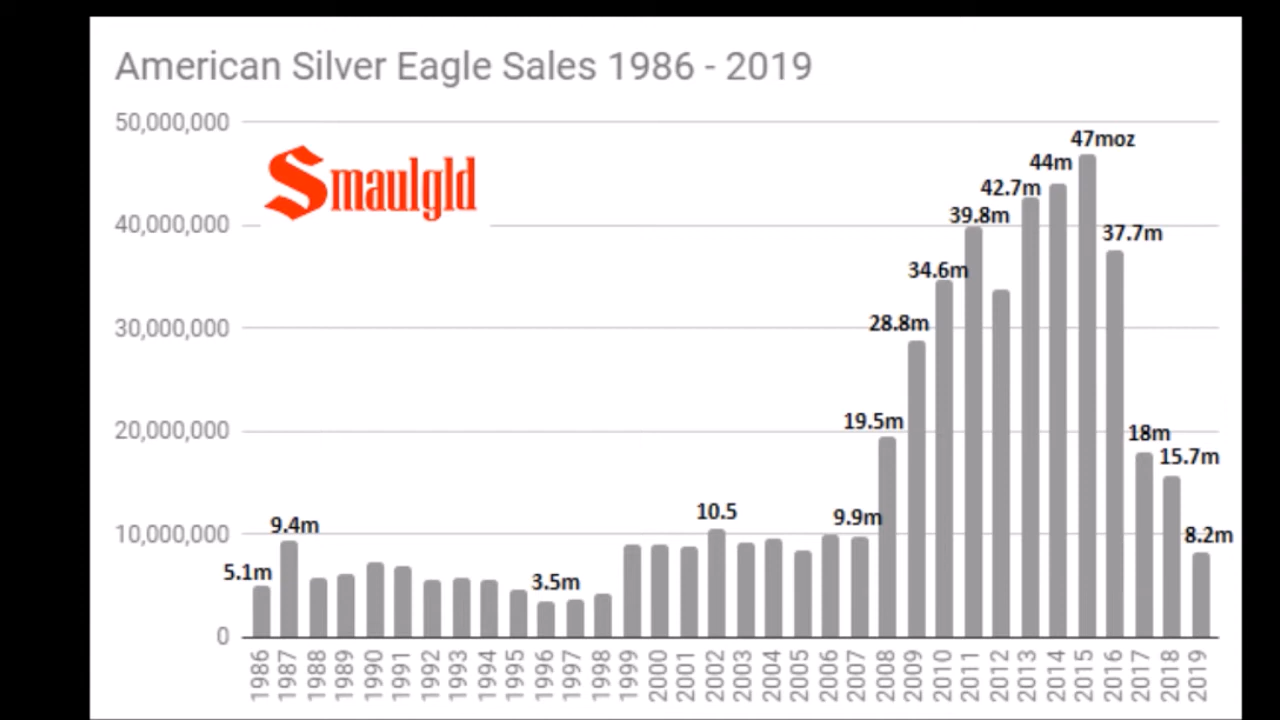 American Silver Eagle Sales 1986 - 2019
50,000,000
Smaulgld
47moz
44m
42.7m
39.8m
40,000,000
37.7m
34.6m
30,000,000
28.8m
20,000,000
19.5m
18m
15.7m
10,000,000
9.4m
10.5
9.9m
8.2m
5.1m
3.5m
0
1986
1987
1988
1989
1990
1991
1992
1993
1994
1995
1996
1997
1998
1999
2000
2001
2002
2003
2004
2005
2006
2007
2008
2009
2010
2011
2012
2013
2014
2015
2016
2017
2018
2019